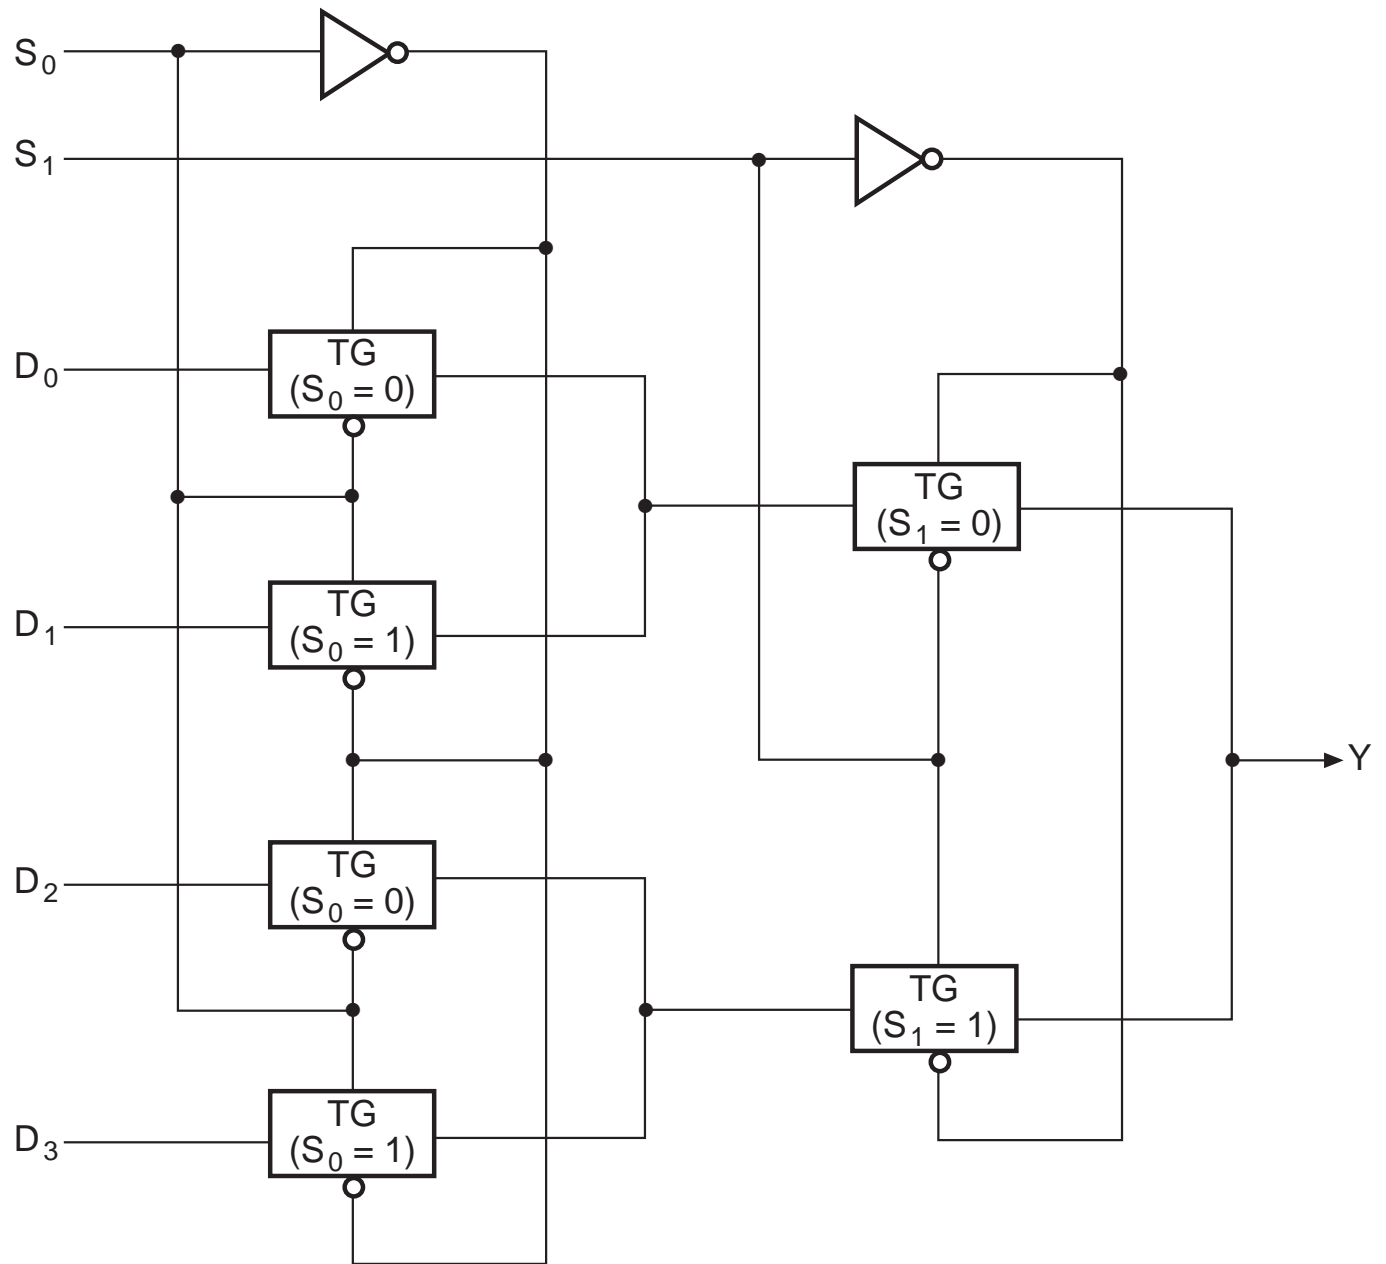 S0
S1
D0
TG
(S0 = 0)
TG
(S1 = 0)
D1
TG
(S0 = 1)
Y
D2
TG
(S0 = 0)
TG
(S1 = 1)
D3
TG
(S0 = 1)